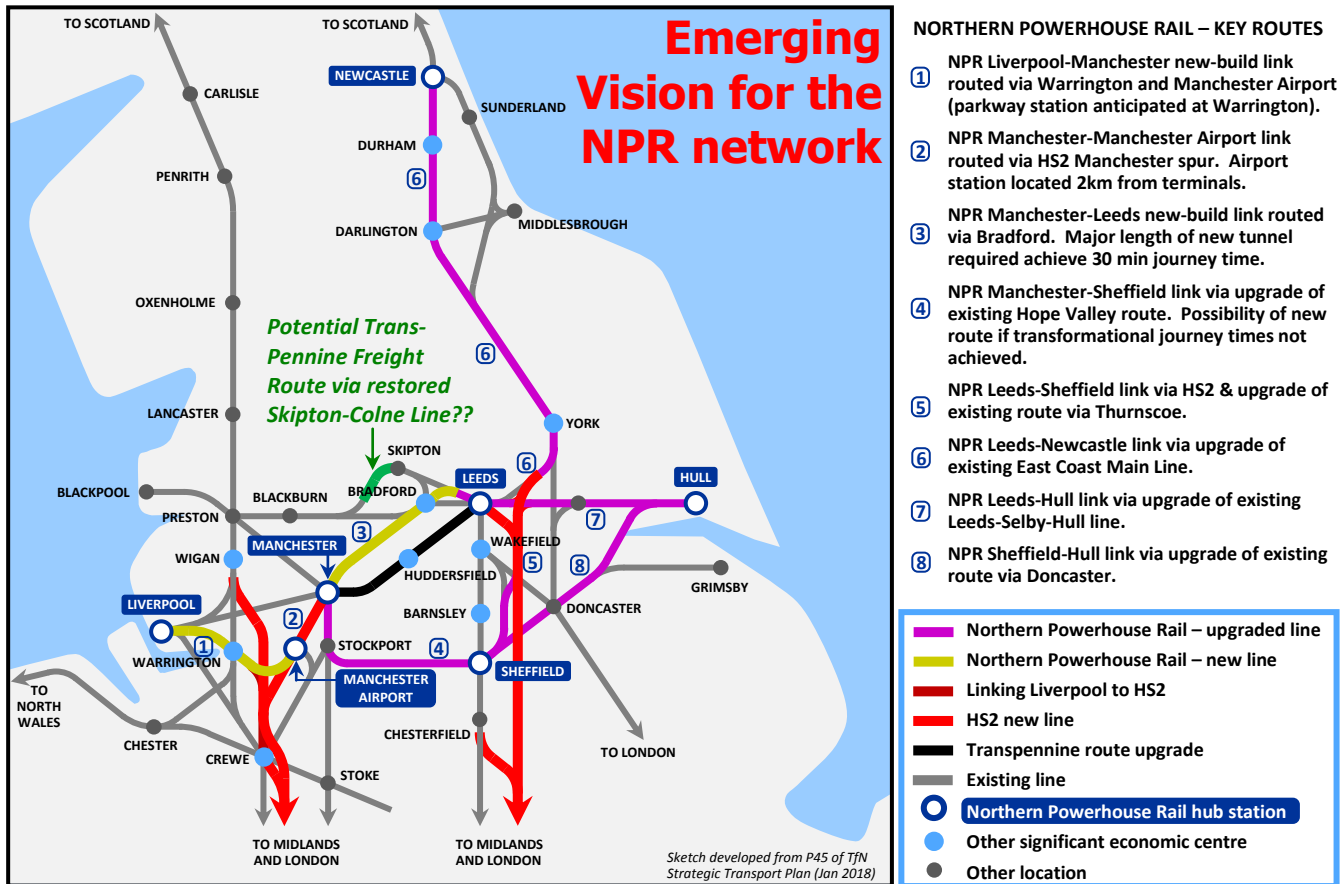 TO SCOTLAND
TO SCOTLAND
Emerging
Vision for the
NPR network
NEWCASTLE
CARLISLE
SUNDERLAND
DURHAM
6
PENRITH
MIDDLESBROUGH
DARLINGTON
OXENHOLME
Potential Trans-
Pennine Freight
Route via restored
Skipton-Colne Line??
6
LANCASTER
YORK
SKIPTON
6
LEEDS
HULL
BLACKPOOL
BLACKBURN
BRADFORD
PRESTON
7
3
MANCHESTER
WAKEFIELD
WIGAN
5
8
HUDDERSFIELD
GRIMSBY
LIVERPOOL
BARNSLEY
DONCASTER
2
1
STOCKPORT
4
WARRINGTON
SHEFFIELD
MANCHESTER
AIRPORT
TO
NORTH
WALES
CHESTER
CHESTERFIELD
TO LONDON
CREWE
STOKE
TO MIDLANDS
AND LONDON
TO MIDLANDS
AND LONDON
Sketch developed from P45 of TfN
Strategic Transport Plan (Jan 2018)
NORTHERN POWERHOUSE RAIL – KEY ROUTES
1
NPR Liverpool-Manchester new-build link
routed via Warrington and Manchester Airport
(parkway station anticipated at Warrington).
2
NPR Manchester-Manchester Airport link
routed via HS2 Manchester spur. Airport
station located 2km from terminals.
3
NPR Manchester-Leeds new-build link routed
via Bradford. Major length of new tunnel
required achieve 30 min journey time.
4
NPR Manchester-Sheffield link via upgrade of
existing Hope Valley route. Possibility of new
route if transformational journey times not
achieved.
5
NPR Leeds-Sheffield link via HS2 & upgrade of
existing route via Thurnscoe.
6
NPR Leeds-Newcastle link via upgrade of
existing East Coast Main Line.
7
NPR Leeds-Hull link via upgrade of existing
Leeds-Selby-Hull line.
8
NPR Sheffield-Hull link via upgrade of existing
route via Doncaster.
Northern Powerhouse Rail – upgraded line
Northern Powerhouse Rail – new line
Linking Liverpool to HS2
HS2 new line
Transpennine route upgrade
Existing line
Northern Powerhouse Rail hub station
Other significant economic centre
Other location